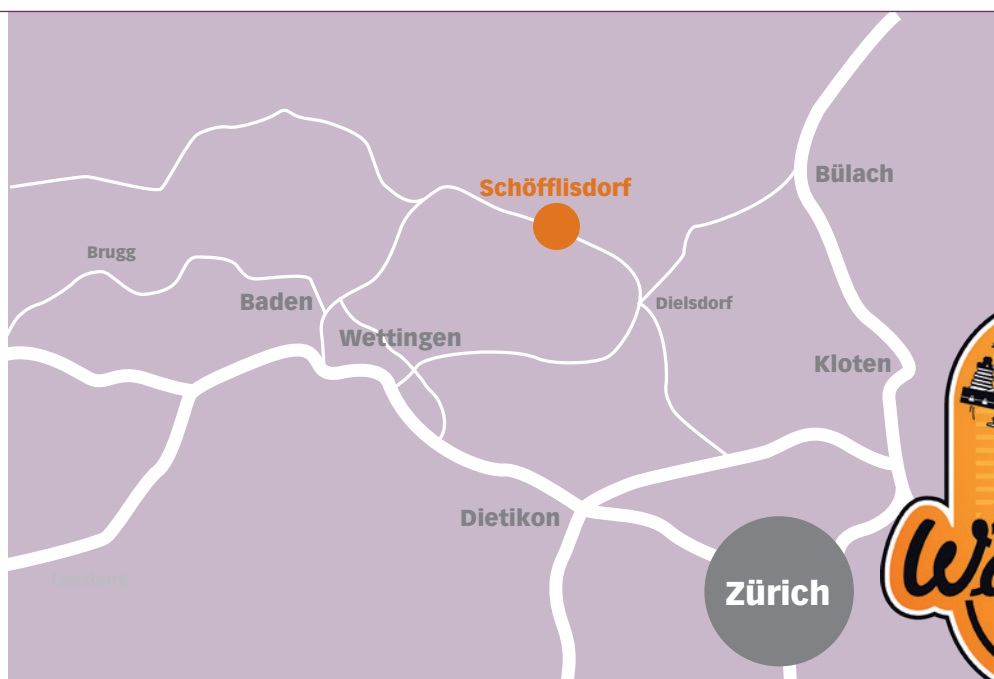 Schöfflisdorf
Bülach
Brugg
Baden
Dielsdorf
Wettingen
Kloten
Dietikon
Zürich